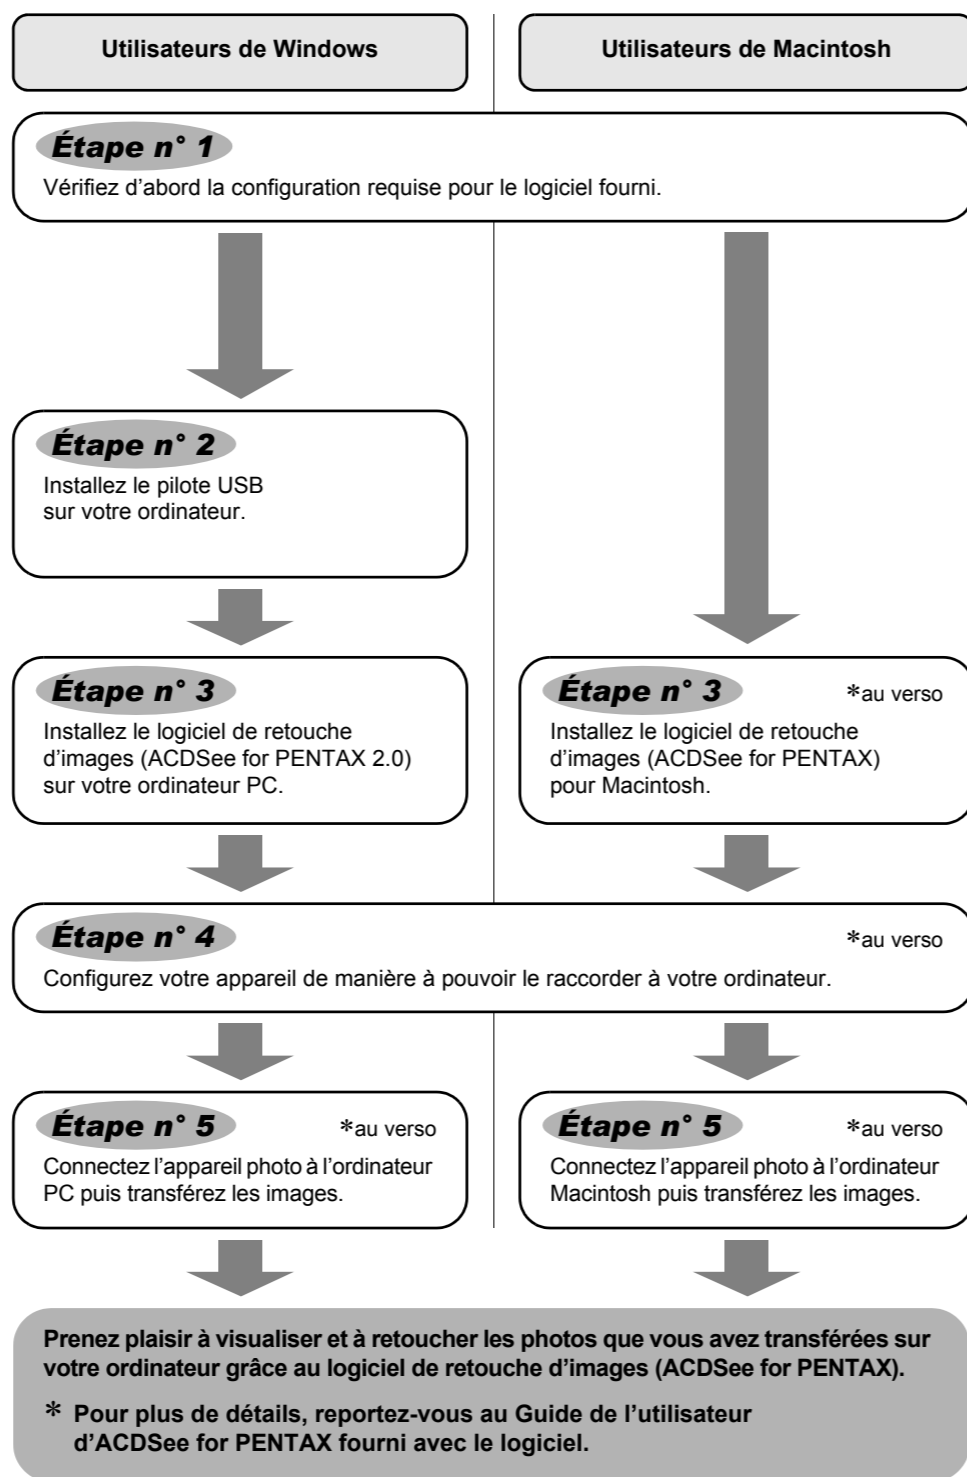 Utilisateurs de Windows
Utilisateurs de Macintosh
Étape n° 1
Vérifiez d’abord la configuration requise pour le logiciel fourni.
Étape n° 2
Installez le pilote USB
sur votre ordinateur.
Étape n° 3
Installez le logiciel de retouche
d’images (ACDSee for PENTAX 2.0)
sur votre ordinateur PC.
Étape n° 3
*au verso
Installez le logiciel de retouche
d’images (ACDSee for PENTAX)
pour Macintosh.
Étape n° 4
*au verso
Configurez votre appareil de manière à pouvoir le raccorder à votre ordinateur.
Étape n° 5
*au verso
Connectez l’appareil photo à l’ordinateur
PC puis transférez les images.
Étape n° 5
*au verso
Connectez l’appareil photo à l’ordinateur
Macintosh puis transférez les images.
Prenez plaisir à visualiser et à retoucher les photos que vous avez transférées sur
votre ordinateur grâce au logiciel de retouche d’images (ACDSee for PENTAX).
* Pour plus de détails, reportez-vous au Guide de l’utilisateur
d’ACDSee for PENTAX fourni avec le logiciel.